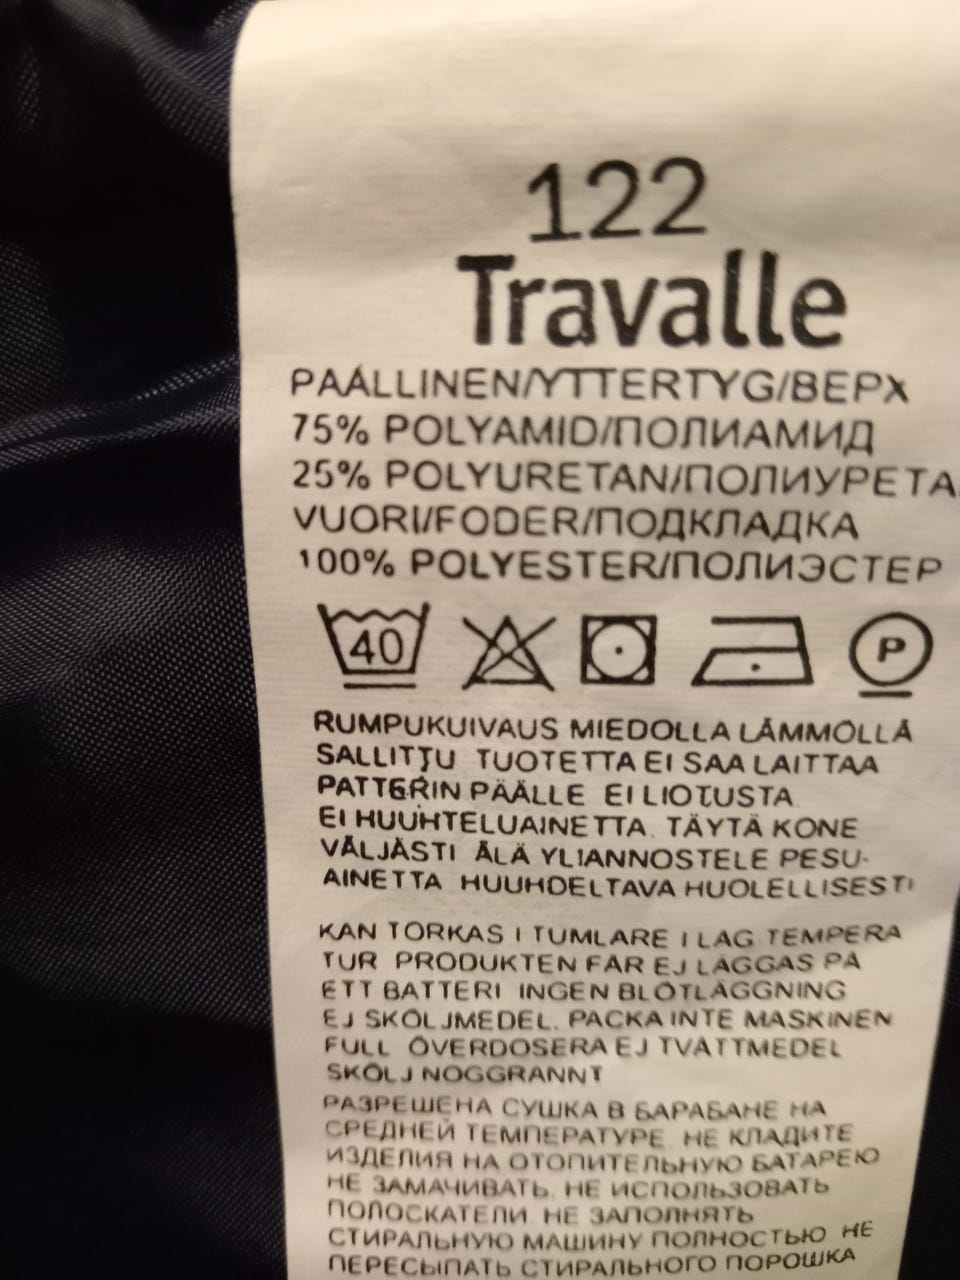 122
Travalle
PÄÄLLINEN/YTTERTYG/ВЕРХ
75% POLYAMID/ПОЛИАМИД
25% POLYURETAN/ПОЛИУРЕТА
VUORI/FODER/ПОДКЛАДКА
100% POLYESTER/ПОЛИЭСТЕР
40 P
RUMPUKUIVAUS MIEDOLLA LÄMMÖLLÄ
SALLITTU TUOTETTA EI SAA LAITTAA
PATTERIN PÄÄLLE EI LIOTUSTA
EI HUUHTELUAINETTA. TÄYTÄ KONE
VÄLJÄSTI ÄLÄ YLIANNOSTELE PESU-
AINETTA HUUHDELTAVA HUOLELLISESTI
KAN TORKAS I TUMLARE I LAG TEMPERA
TUR PRODUKTEN FÅR EJ LÄGGAS PÅ
ETT BATTERI INGEN BLÖTLÄGGNING
EJ SKÖLJMEDEL. PACKA INTE MASKINEN
FULL ÖVERDOSERA EJ TVÄTTMEDEL
SKÖLJ NOGGRANNT
РАЗРЕШЕНА СУШКА В БАРАБАНЕ НА
СРЕДНЕЙ ТЕМПЕРАТУРЕ НЕ КЛАДИТЕ
ИЗДЕЛИЯ НА ОТОПИТЕЛЬНУЮ БАТАРЕЮ
НЕ ЗАМАЧИВАТЬ. НЕ ИСПОЛЬЗОВАТЬ
ПОЛОСКАТЕЛИ НЕ ЗАПОЛНЯТЬ
СТИРАЛЬНУЮ МАШИНУ ПОЛНОСТЬЮ НЕ
ПЕРЕСЫПАТЬ СТИРАЛЬНОГО ПОРОШКА